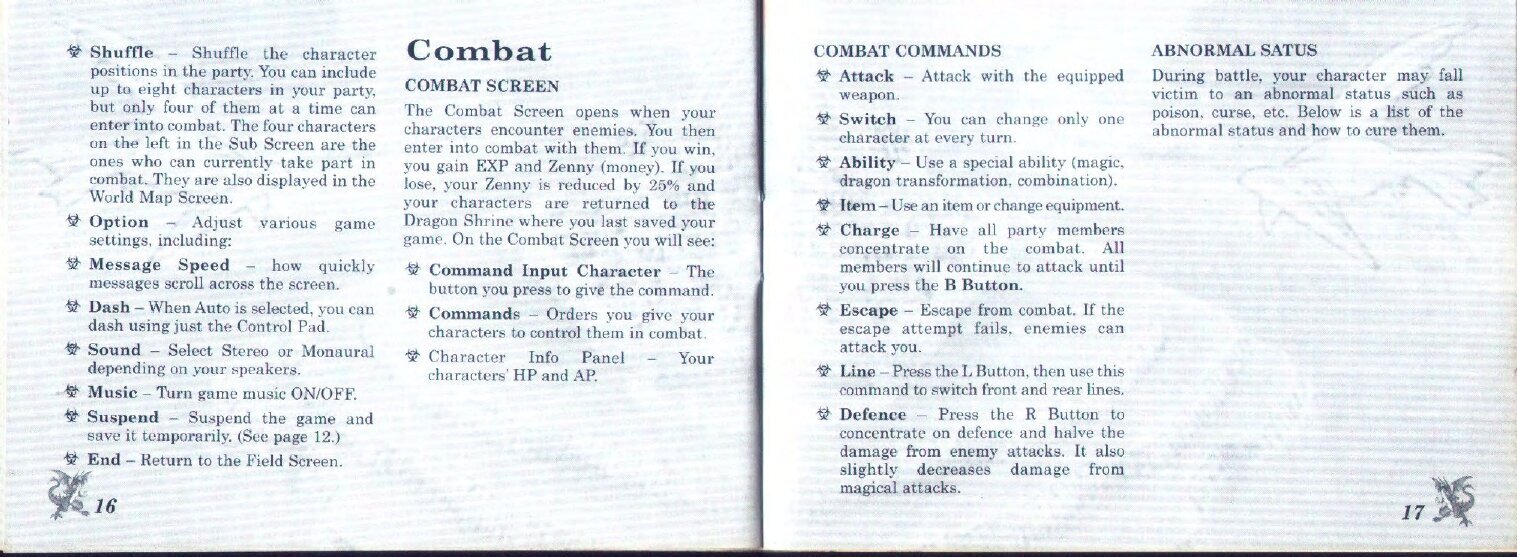 Shuffle – Shuffle the character
positions in the party. You can include
up to eight characters in your party,
but only four of them at a time can
enter into combat. The four characters
on the left in the Sub Screen are the
ones who can currently take part in
combat. They are also displayed in the
World Map Screen.
Option – Adjust various game
settings, including:
Message Speed – how quickly
messages scroll across the screen.
Dash – When Auto is selected, you can
dash using just the Control Pad.
Sound – Select Stereo or Monaural
depending on your speakers.
Music – Turn game music ON/OFF.
Suspend – Suspend the game and
save it temporarily. (See page 12.)
End – Return to the Field Screen.
16
Combat
COMBAT SCREEN
The Combat Screen opens when your
characters encounter enemies. You then
enter into combat with them. If you win,
you gain EXP and Zenny (money). If you
lose, your Zenny is reduced by 25% and
your characters are returned to the
Dragon Shrine where you last saved your
game. On the Combat Screen you will see:
Command Input Character – The
button you press to give the command.
Commands – Orders you give your
characters to control them in combat.
Character Info Panel – Your
characters' HP and AP.
COMBAT COMMANDS
Attack – Attack with the equipped
weapon.
Switch – You can change only one
character at every turn.
Ability – Use a special ability (magic,
dragon transformation, combination).
Item – Use an item or change equipment.
Charge – Have all party members
concentrate on the combat. All
members will continue to attack until
you press the B Button.
Escape – Escape from combat. If the
escape attempt fails, enemies can
attack you.
Line – Press the L Button, then use this
command to switch front and rear lines.
Defence – Press the R Button to
concentrate on defence and halve the
damage from enemy attacks. It also
slightly decreases damage from
magical attacks.
ABNORMAL SATUS
During battle, your character may fall
victim to an abnormal status such as
poison, curse, etc. Below is a list of the
abnormal status and how to cure them.
17